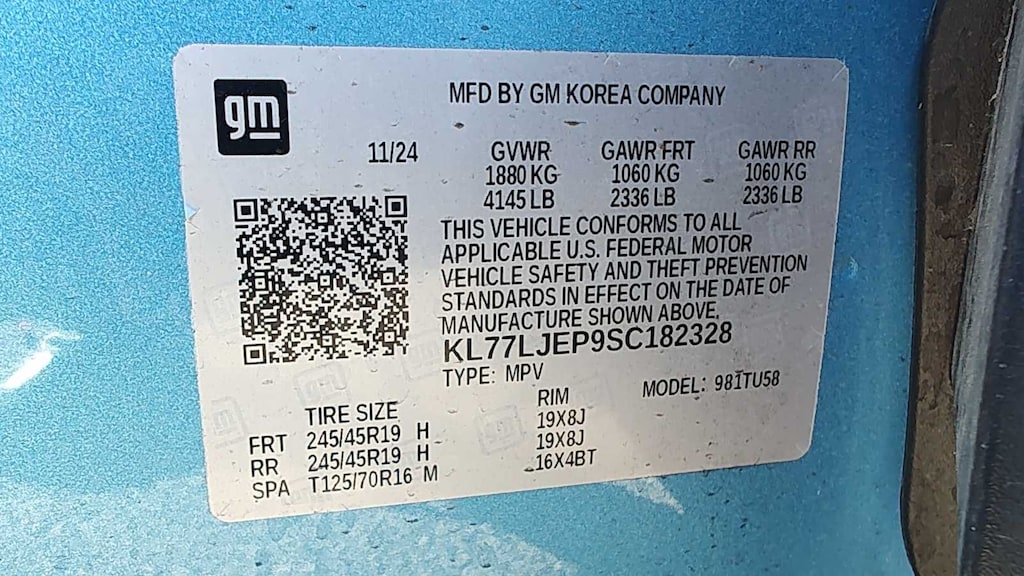 gm
MFD BY GM KOREA COMPANY
11/24 GVWR GAWR FRT GAWR RR
1880 KG 1060 KG 1060 KG
4145 LB 2336 LB 2336 LB
THIS VEHICLE CONFORMS TO ALL
APPLICABLE U.S. FEDERAL MOTOR
VEHICLE SAFETY AND THEFT PREVENTION
STANDARDS IN EFFECT ON THE DATE OF
MANUFACTURE SHOWN ABOVE.
KL77LJEP9SC182328
TYPE: MPV MODEL: 981TU58
TIRE SIZE RIM
FRT 245/45R19 H 19X8J
RR 245/45R19 H 19X8J
SPA T125/70R16 M 16X4BT